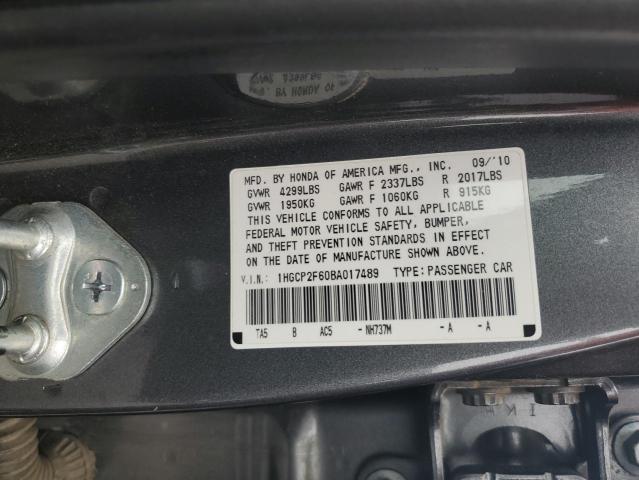 MFD. BY HONDA OF AMERICA MFG., INC. 09/'10
GVWR 4299LBS GAWR F 2337LBS R 2017LBS
GVWR 1950KG GAWR F 1060KG R 915KG
THIS VEHICLE CONFORMS TO ALL APPLICABLE
FEDERAL MOTOR VEHICLE SAFETY, BUMPER,
AND THEFT PREVENTION STANDARDS IN EFFECT
ON THE DATE OF MANUFACTURE SHOWN ABOVE.
V.I.N.: 1HGCP2F60BA017489 TYPE: PASSENGER CAR
TA5 B AC5 -NH737M -A -A